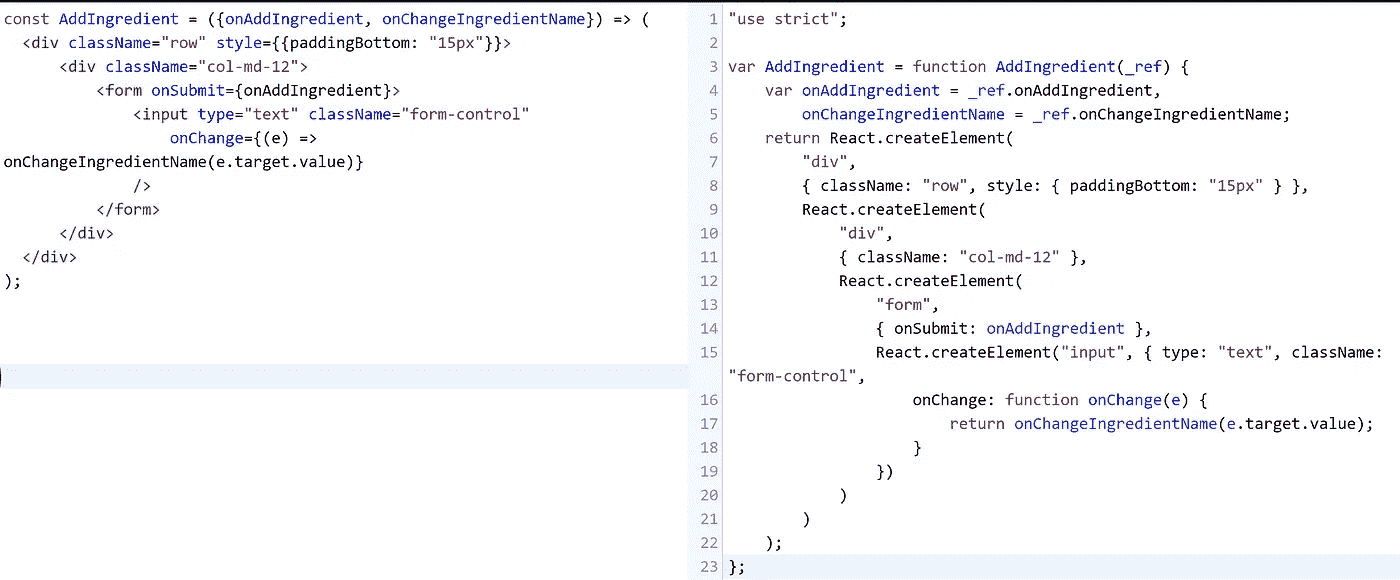 const AddIngredient = ({onAddIngredient, onChangeIngredientName}) => (
  <div className="row" style={{paddingBottom: "15px"}}>
      <div className="col-md-12">
          <form onSubmit={onAddIngredient}>
              <input type="text" className="form-control"
                  onChange={(e) =>
onChangeIngredientName(e.target.value)}
              />
          </form>
      </div>
  </div>
);
1 "use strict";
2
3 var AddIngredient = function AddIngredient(_ref) {
4     var onAddIngredient = _ref.onAddIngredient,
5         onChangeIngredientName = _ref.onChangeIngredientName;
6     return React.createElement(
7         "div",
8         { className: "row", style: { paddingBottom: "15px" } },
9         React.createElement(
10             "div",
11             { className: "col-md-12" },
12             React.createElement(
13                 "form",
14                 { onSubmit: onAddIngredient },
15                 React.createElement("input", { type: "text", className:
"form-control",
16                     onChange: function onChange(e) {
17                         return onChangeIngredientName(e.target.value);
18                     }
19                 })
20             )
21         )
22     );
23 };